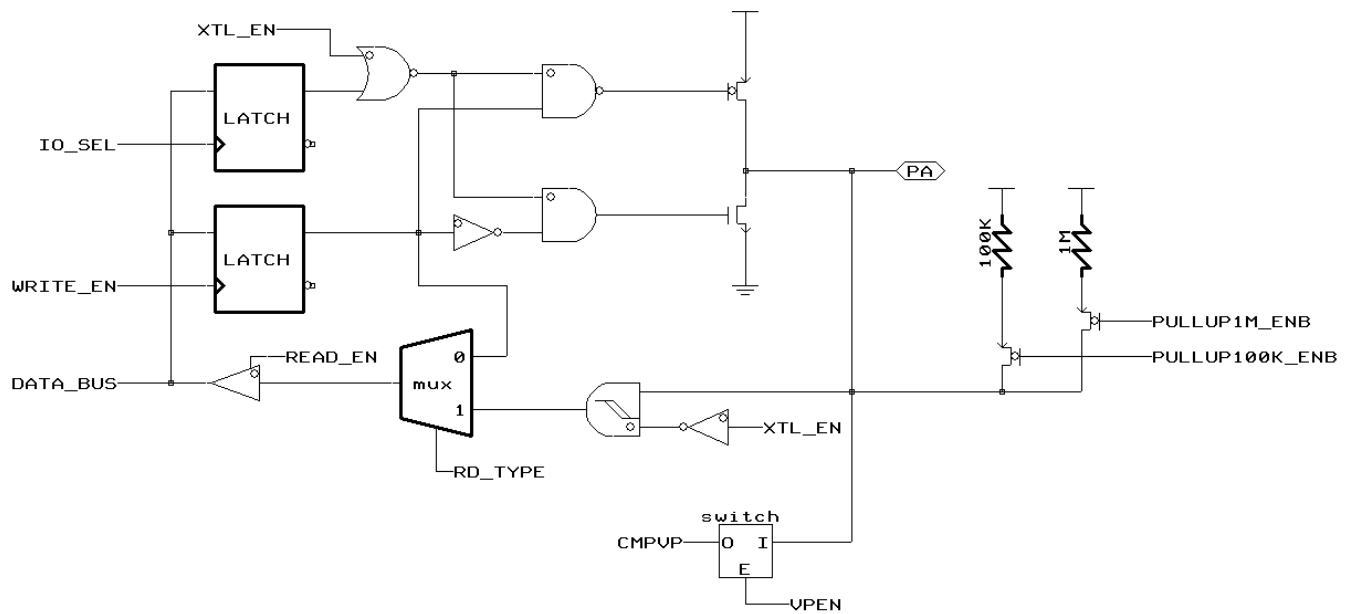 XTL_EN
LATCH
IO_SEL
PA
100K
1M
LATCH
WRITE_EN
PULLUP1M_ENB
READ_EN
0
PULLUP100K_ENB
DATA_BUS
mux
1
XTL_EN
RD_TYPE
switch
CMPVP
O I
E
VPEN